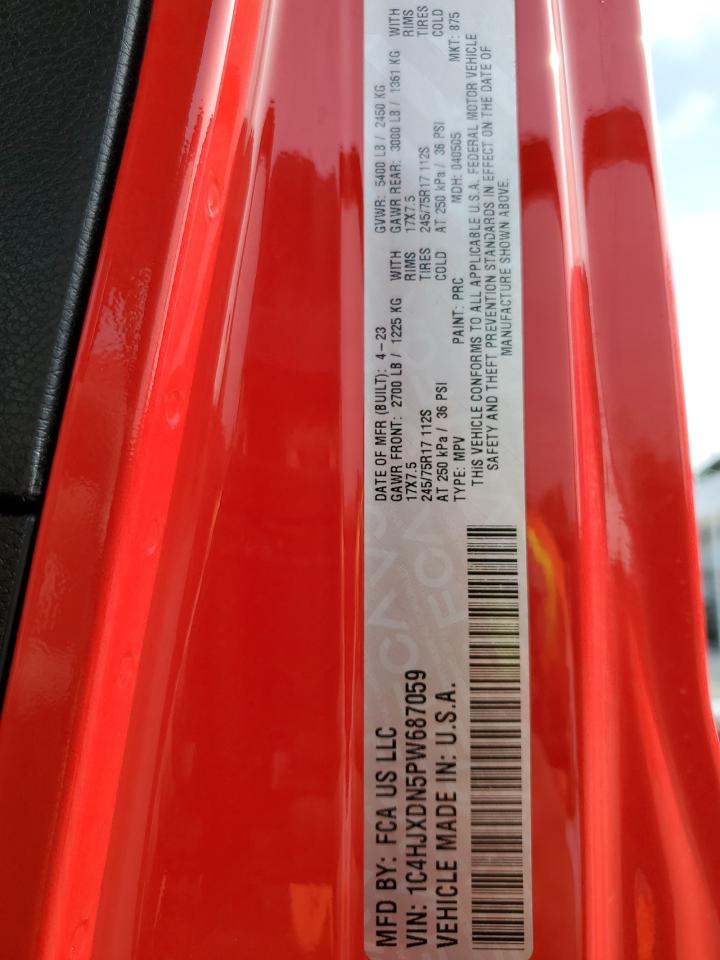 MFD BY: FCA US LLC
VIN: 1C4HJXDN5PW687059
VEHICLE MADE IN: U.S.A.
DATE OF MFR (BUILT): 4-23 GVWR: 5400 LB / 2450 KG
GAWR FRONT: 2700 LB / 1225 KG WITH GAWR REAR: 3000 LB / 1361 KG WITH
17X7.5 RIMS 17X7.5 RIMS
245/75R17 112S TIRES 245/75R17 112S TIRES
AT 250 kPa / 36 PSI COLD AT 250 kPa / 36 PSI COLD
TYPE: MPV PAINT: PRC MDH: 040505 MKT: 875
THIS VEHICLE CONFORMS TO ALL APPLICABLE U.S.A. FEDERAL MOTOR VEHICLE
SAFETY AND THEFT PREVENTION STANDARDS IN EFFECT ON THE DATE OF
MANUFACTURE SHOWN ABOVE.
FCA
FCA